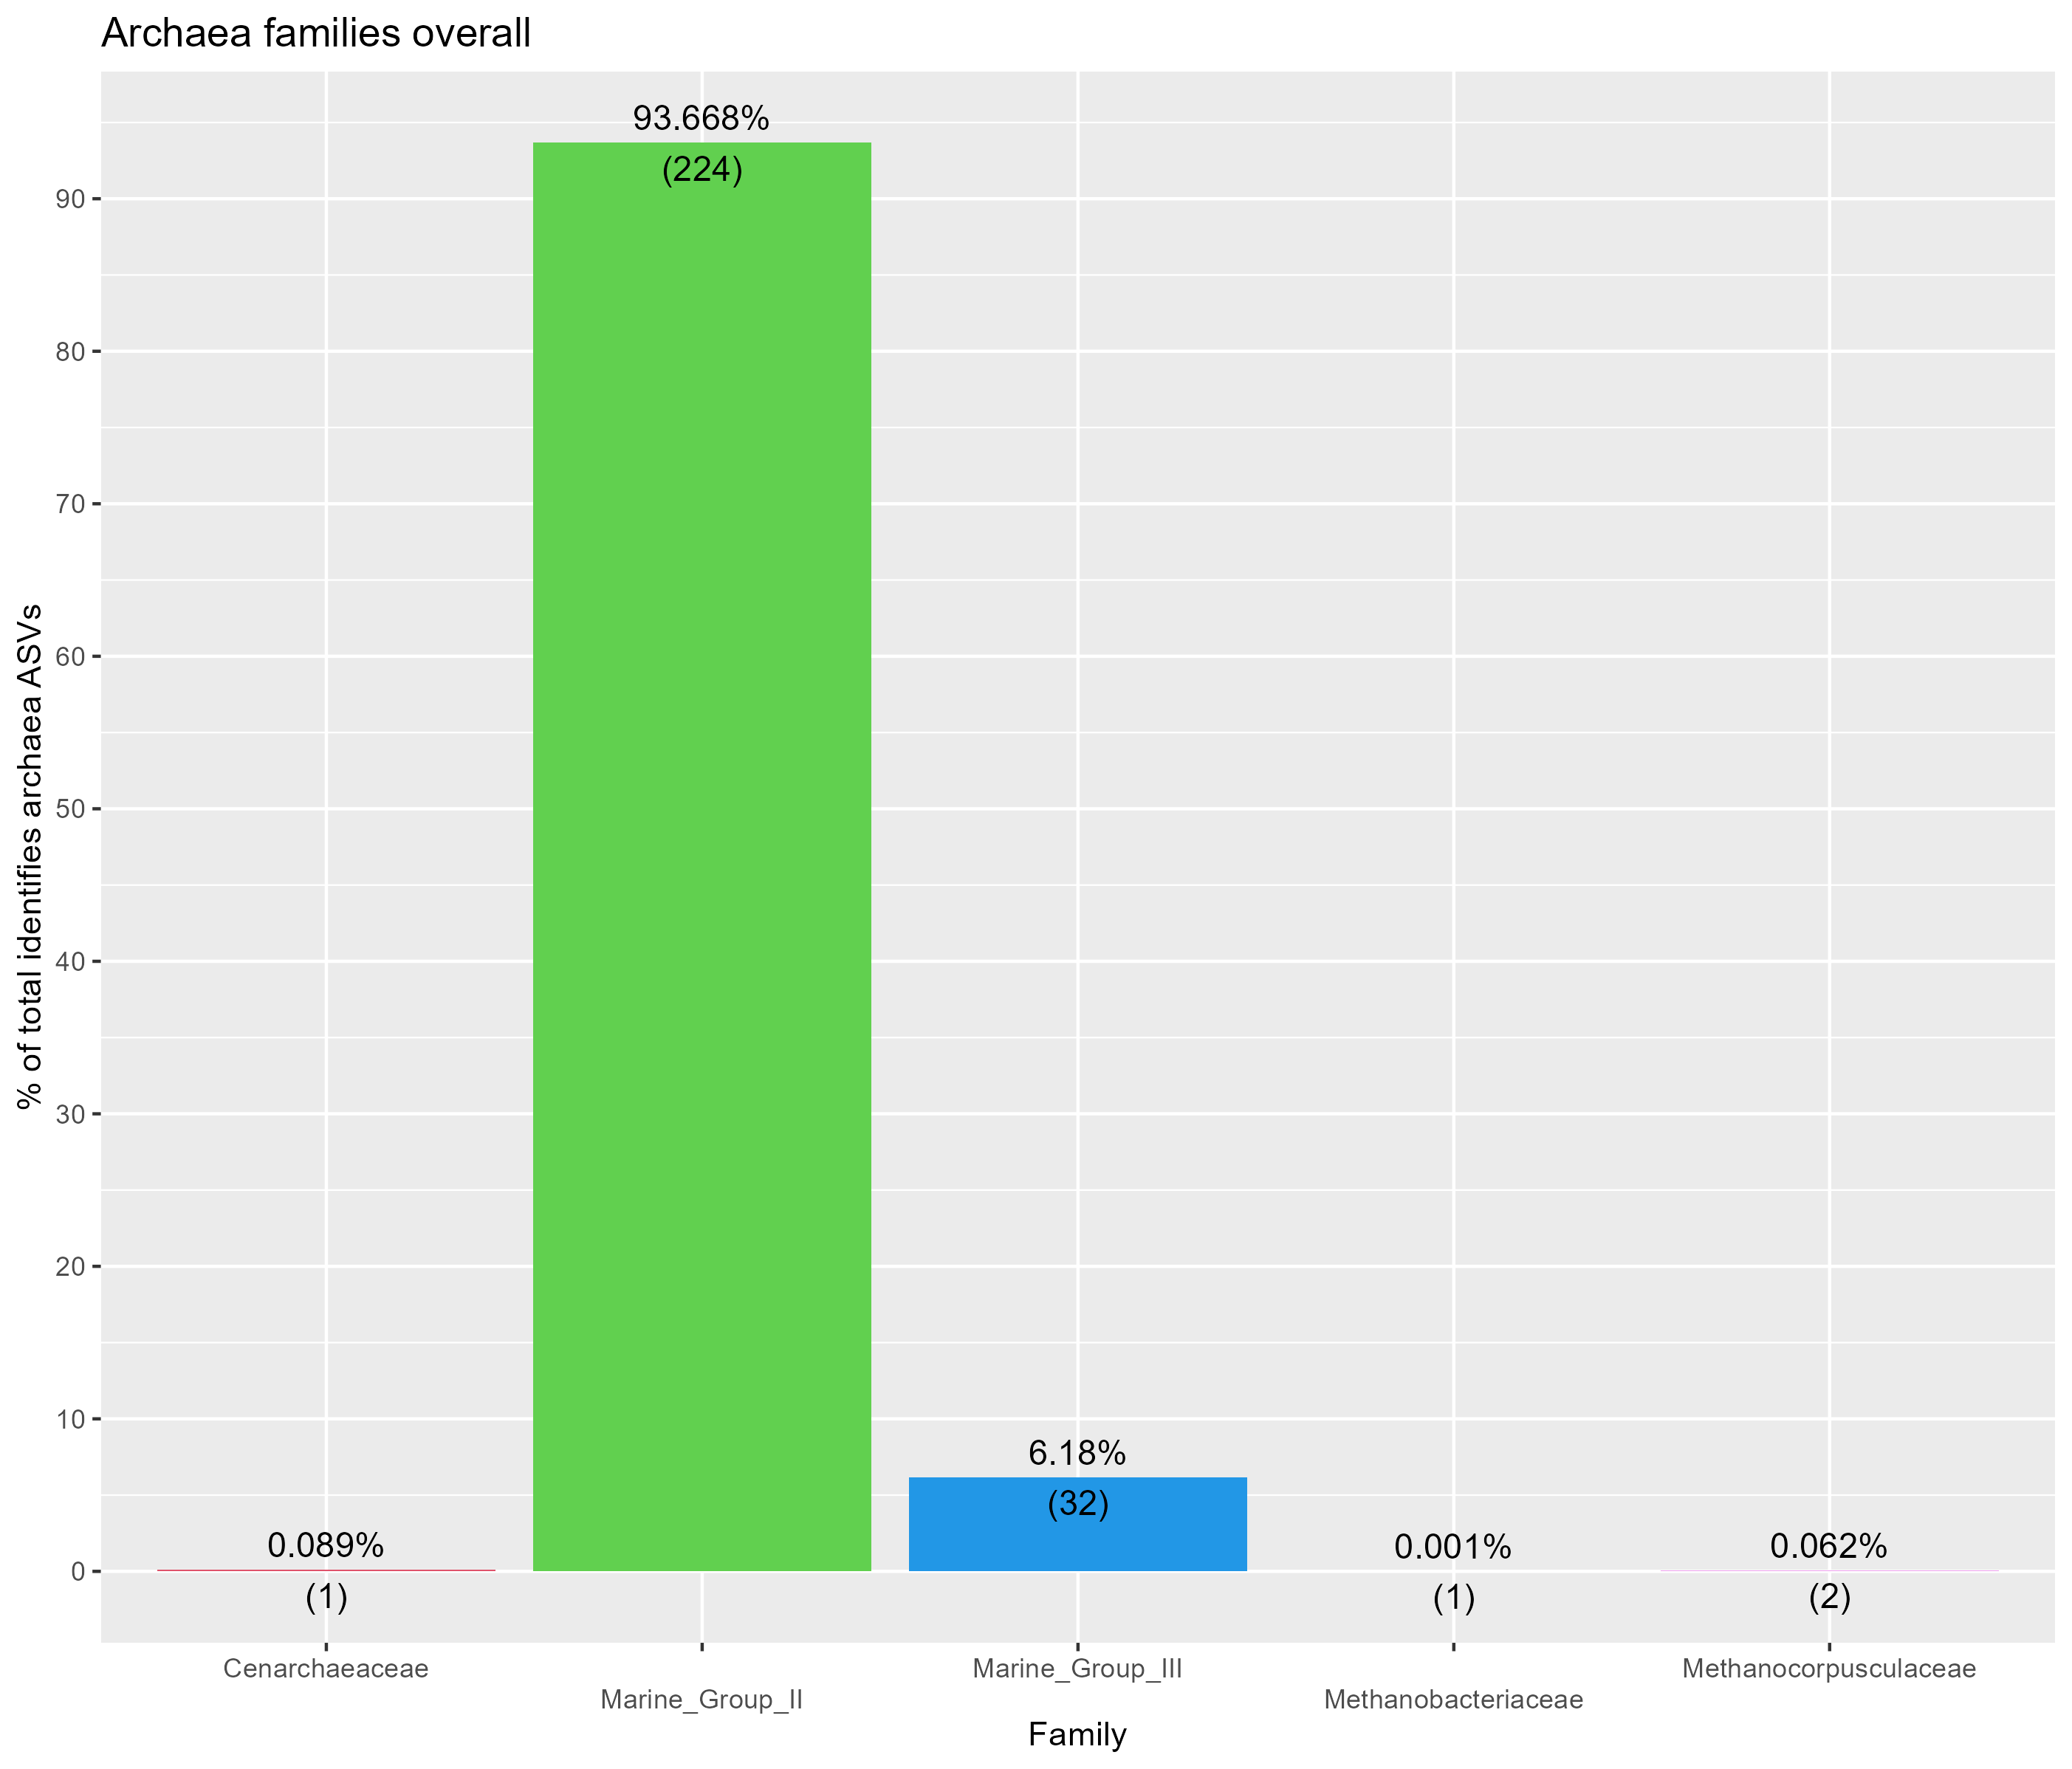 Archaea families overall
% of total identifies archaea ASVs
90
80
70
60
50
40
30
20
10
0
93.668%
(224)
6.18%
(32)
0.089%
(1)
0.001%
(1)
0.062%
(2)
Cenarchaeaceae
Marine_Group_II
Marine_Group_III
Methanobacteriaceae
Methanocorpusculaceae
Family